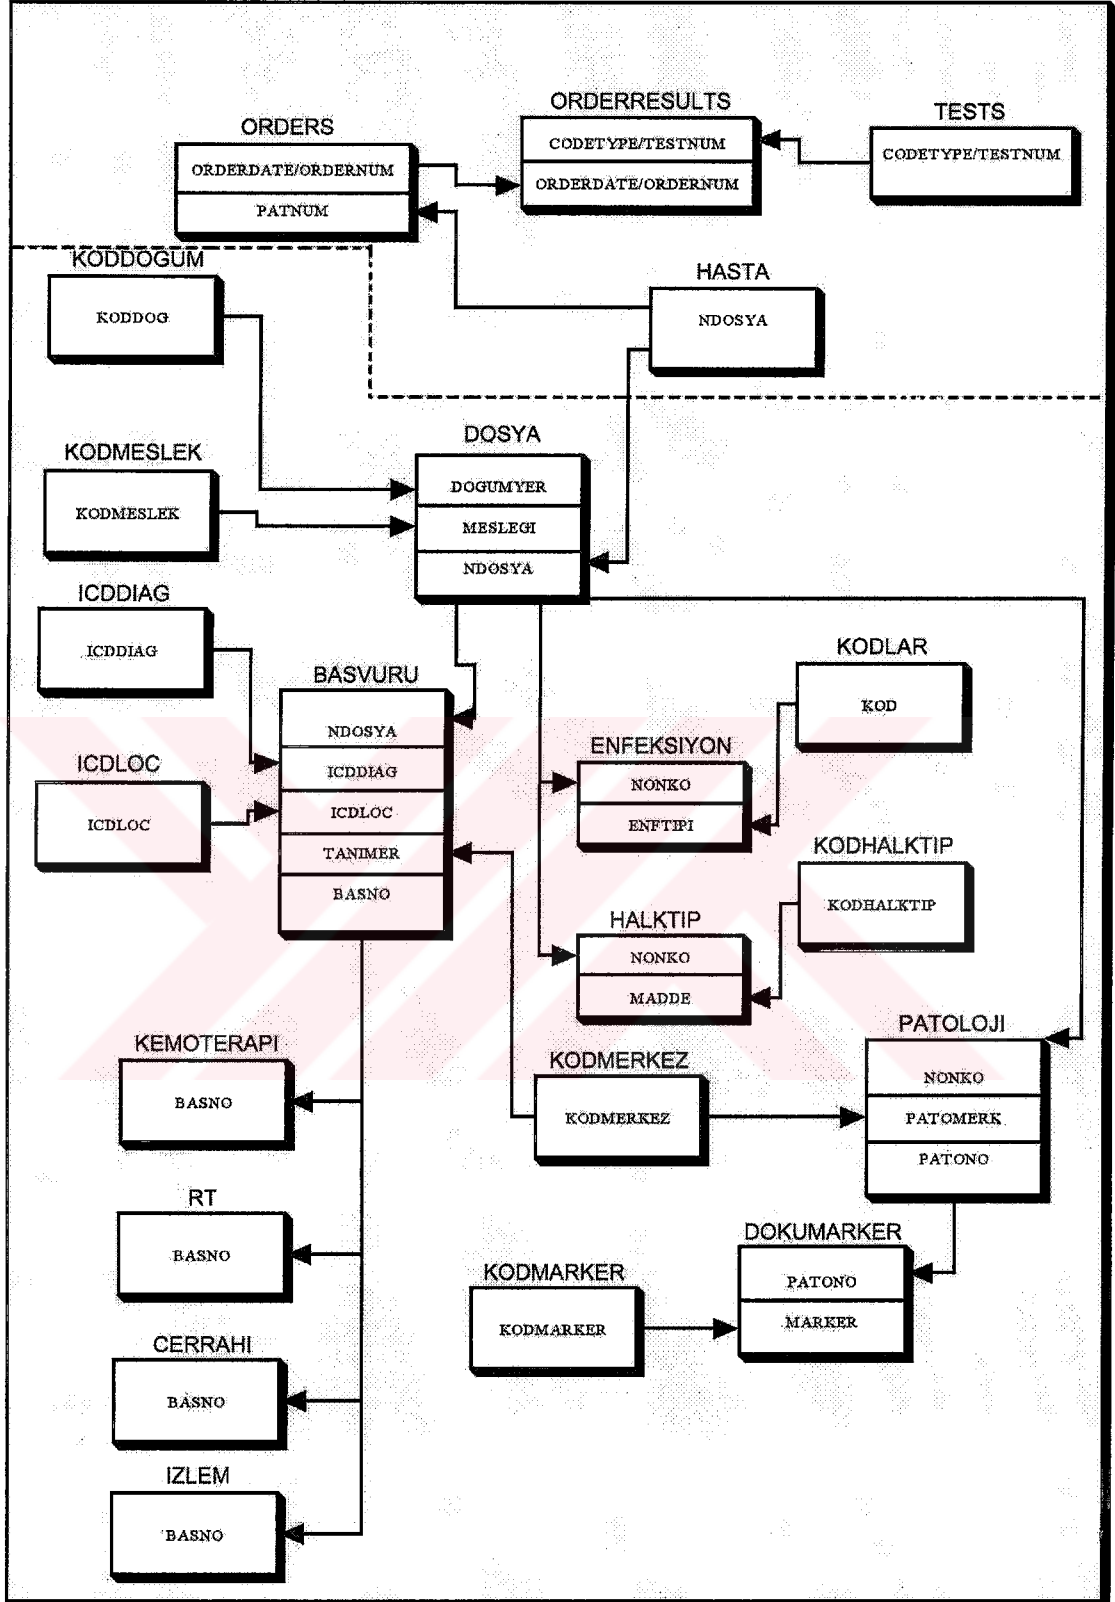 ORDERRESULTS
TESTS
ORDERS
CODETYPE/TESTNUM
CODETYPE/TESTNUM
ORDERDATE/ORDERNUM
ORDERDATE/ORDERNUM
PATNUM
KODDOGUM
HASTA
KODDOG
NDOSYA
DOSYA
KODMESLEK
DOGUMYER
KODMESLEK
MESLEGI
NDOSYA
ICDDIAG
ICDDIAG
KODLAR
BASVURU
KOD
NDOSYA
ENFEKSIYON
ICDLOC
ICDDIAG
NONKO
ICDLOC
ICDLOC
ENFTIPI
TANIMER
KODHALKTIP
BASNO
KODHALKTIP
HALKTIP
NONKO
MADDE
PATOLOJI
KEMOTERAPI
KODMERKEZ
NONKO
BASNO
KODMERKEZ
PATOMERK
PATONO
RT
BASNO
DOKUMARKER
KODMARKER
PATONO
KODMARKER
MARKER
CERRAHI
BASNO
IZLEM
BASNO